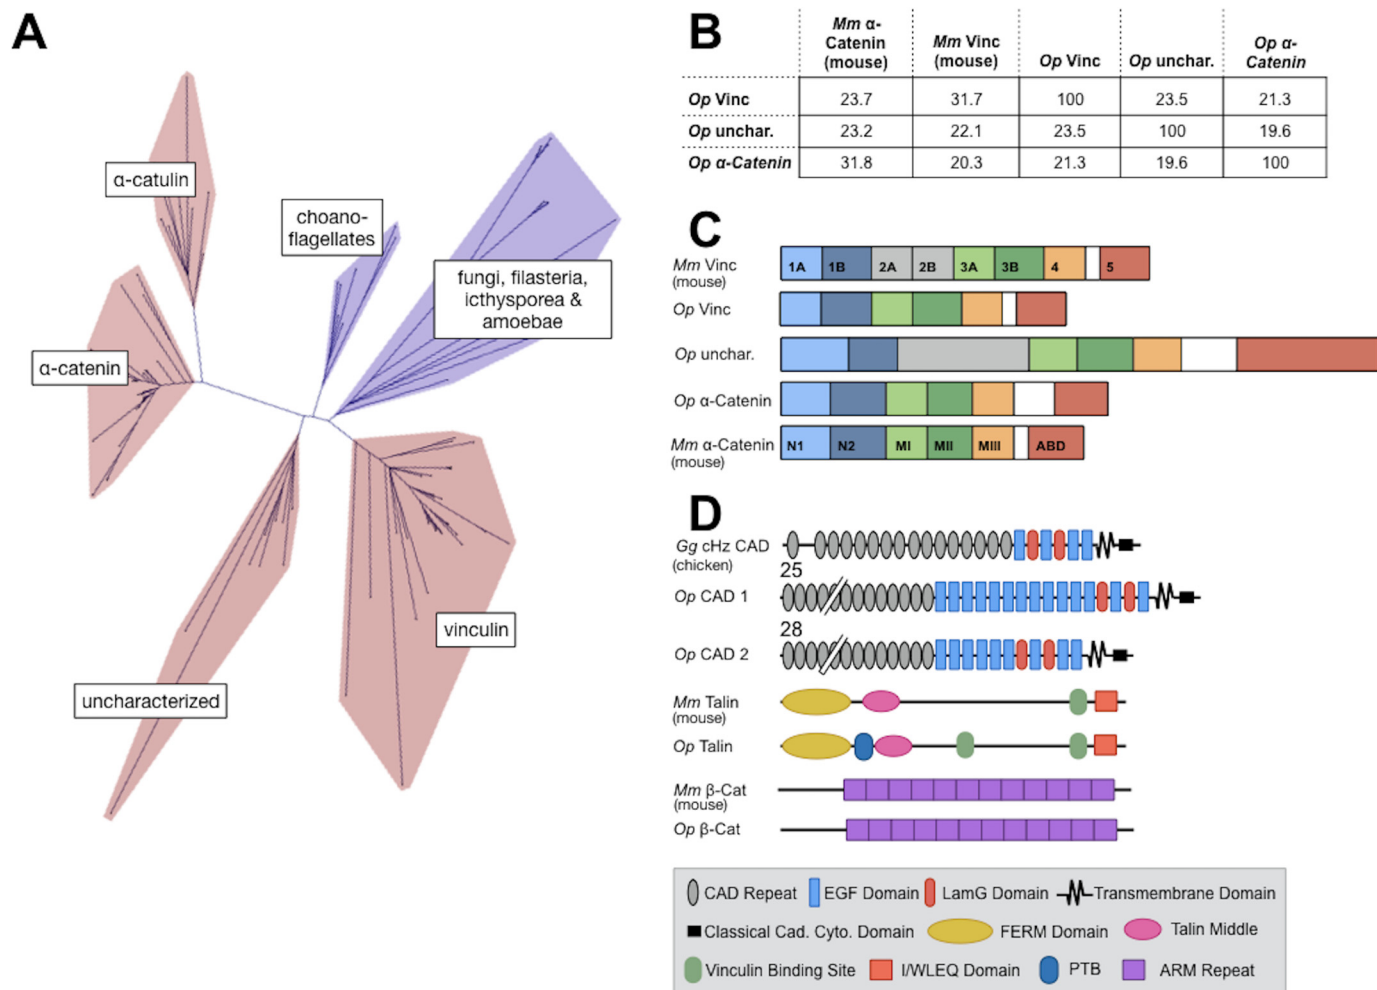 A
α-catulin
choano-
flagellates
fungi, filasteria,
icthysporea &
amoebae
α-catenin
vinculin
uncharacterized
B
Mm α-
Catenin
(mouse)
Mm Vinc
(mouse)
Op Vinc
Op unchar.
Op α-
Catenin
Op Vinc 23.7 31.7 100 23.5 21.3
Op unchar. 23.2 22.1 23.5 100 19.6
Op α-Catenin 31.8 20.3 21.3 19.6 100
C
Mm Vinc
(mouse)
1A 1B 2A 2B 3A 3B 4 5
Op Vinc
Op unchar.
Op α-Catenin
Mm α-Catenin
(mouse)
N1 N2 MI MII MIII ABD
D
Gg cHz CAD
(chicken)
25
Op CAD 1
28
Op CAD 2
Mm Talin
(mouse)
Op Talin
Mm β-Cat
(mouse)
Op β-Cat
CAD Repeat EGF Domain LamG Domain Transmembrane Domain
Classical Cad. Cyto. Domain FERM Domain Talin Middle
Vinculin Binding Site I/WLEQ Domain PTB ARM Repeat